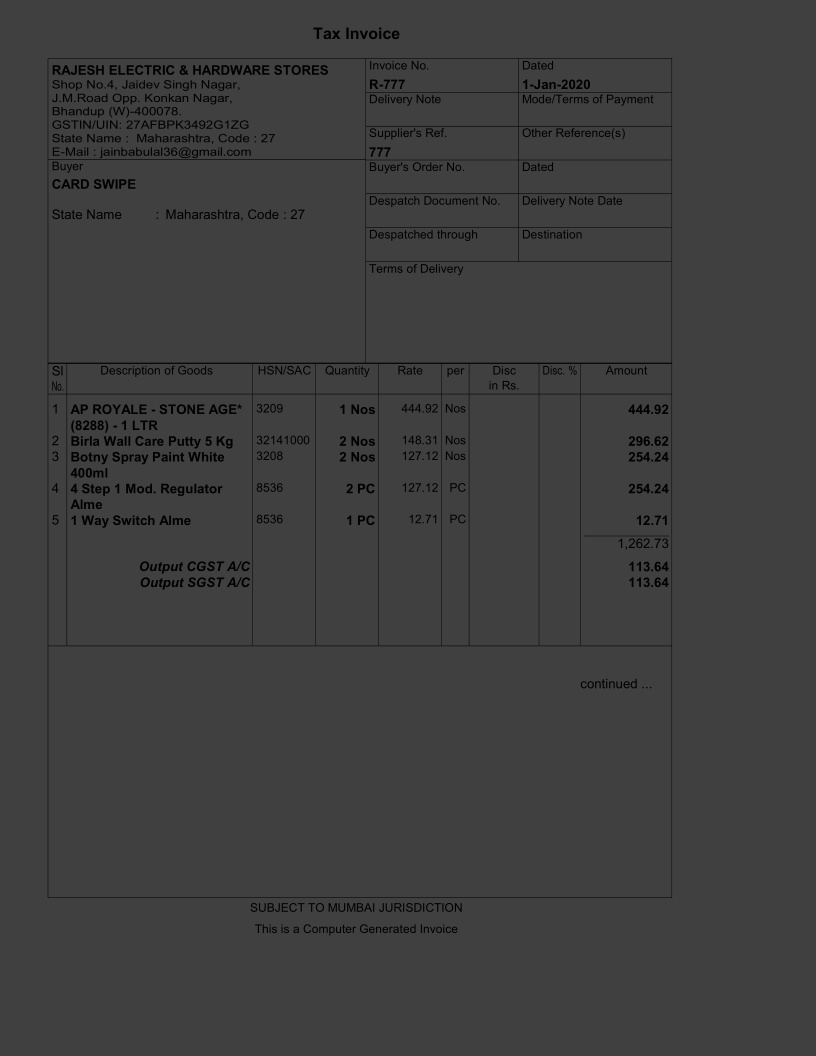 Tax Invoice
RAJESH ELECTRIC & HARDWARE STORES
Shop No.4, Jaidev Singh Nagar,
J.M.Road Opp. Konkan Nagar,
Bhandup (W)-400078.
GSTIN/UIN: 27AFBPK3492G1ZG
State Name : Maharashtra, Code : 27
E-Mail : jainbabulal36@gmail.com
Invoice No.
R-777
Dated
1-Jan-2020
Delivery Note
Mode/Terms of Payment
Supplier's Ref.
777
Other Reference(s)
Buyer
CARD SWIPE
State Name : Maharashtra, Code : 27
Buyer's Order No.
Dated
Despatch Document No.
Delivery Note Date
Despatched through
Destination
Terms of Delivery
Sl No. Description of Goods HSN/SAC Quantity Rate per Disc in Rs. Disc. % Amount
1 AP ROYALE - STONE AGE* 3209 1 Nos 444.92 Nos 444.92
(8288) - 1 LTR
2 Birla Wall Care Putty 5 Kg 32141000 2 Nos 148.31 Nos 296.62
3 Botny Spray Paint White 3208 2 Nos 127.12 Nos 254.24
400ml
4 4 Step 1 Mod. Regulator 8536 2 PC 127.12 PC 254.24
Alme
5 1 Way Switch Alme 8536 1 PC 12.71 PC 12.71
1,262.73
Output CGST A/C 113.64
Output SGST A/C 113.64
continued ...
SUBJECT TO MUMBAI JURISDICTION
This is a Computer Generated Invoice